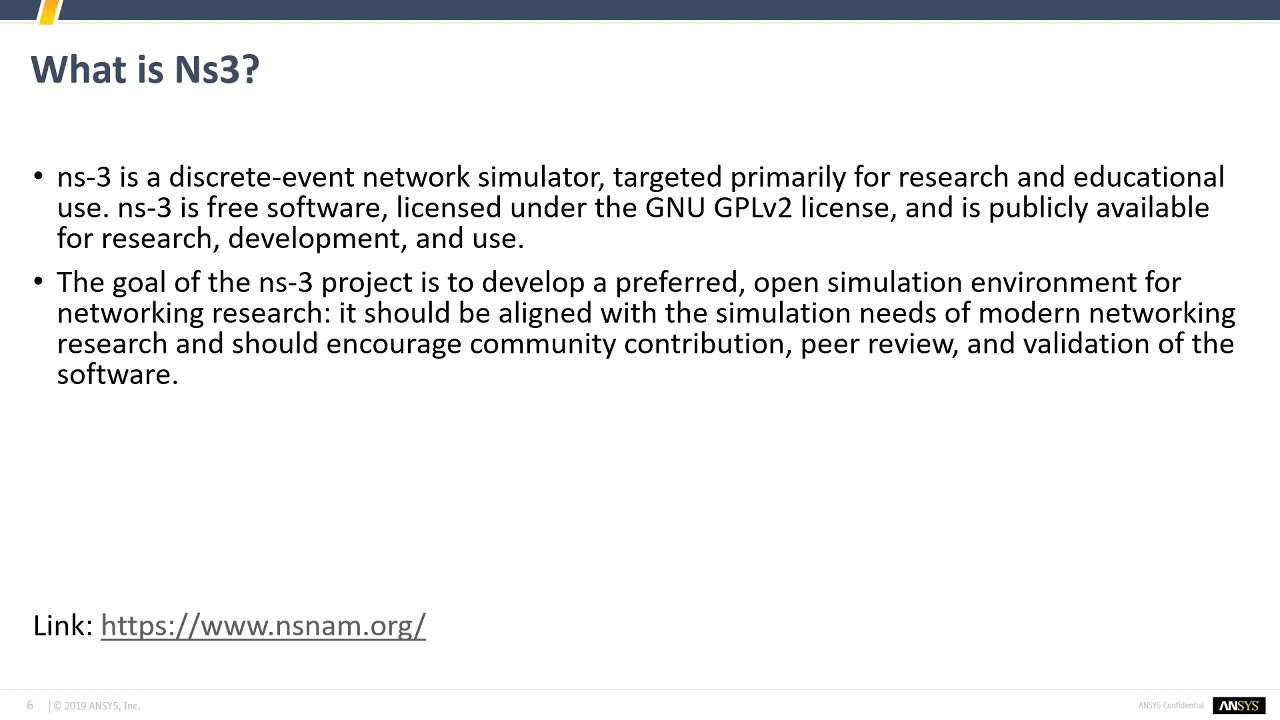 What is Ns3?
• ns-3 is a discrete-event network simulator, targeted primarily for research and educational
use. ns-3 is free software, licensed under the GNU GPLv2 license, and is publicly available
for research, development, and use.
• The goal of the ns-3 project is to develop a preferred, open simulation environment for
networking research: it should be aligned with the simulation needs of modern networking
research and should encourage community contribution, peer review, and validation of the
software.
Link: https://www.nsnam.org/
6 © 2019 ANSYS, Inc. ANSYS Confidential ANSYS